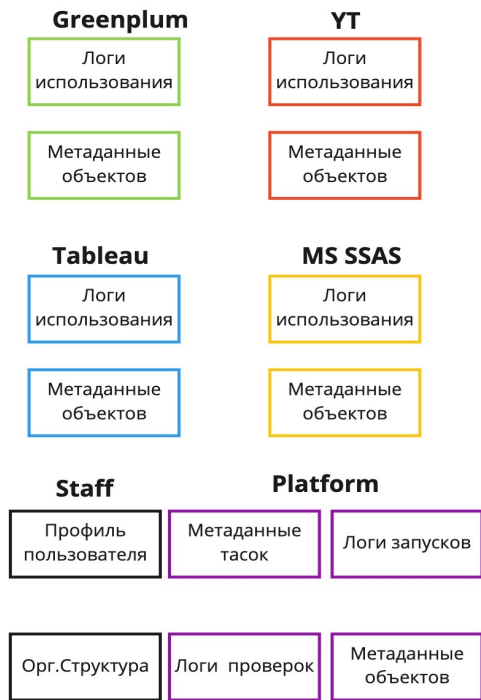 Greenplum
YT
Логи
использования
Логи
использования
Метаданные
объектов
Метаданные
объектов
Tableau
MS SSAS
Логи
использования
Логи
использования
Метаданные
объектов
Метаданные
объектов
Staff
Platform
Профиль
пользователя
Метаданные
тасок
Логи запусков
Орг.Структура
Логи проверок
Метаданные
объектов